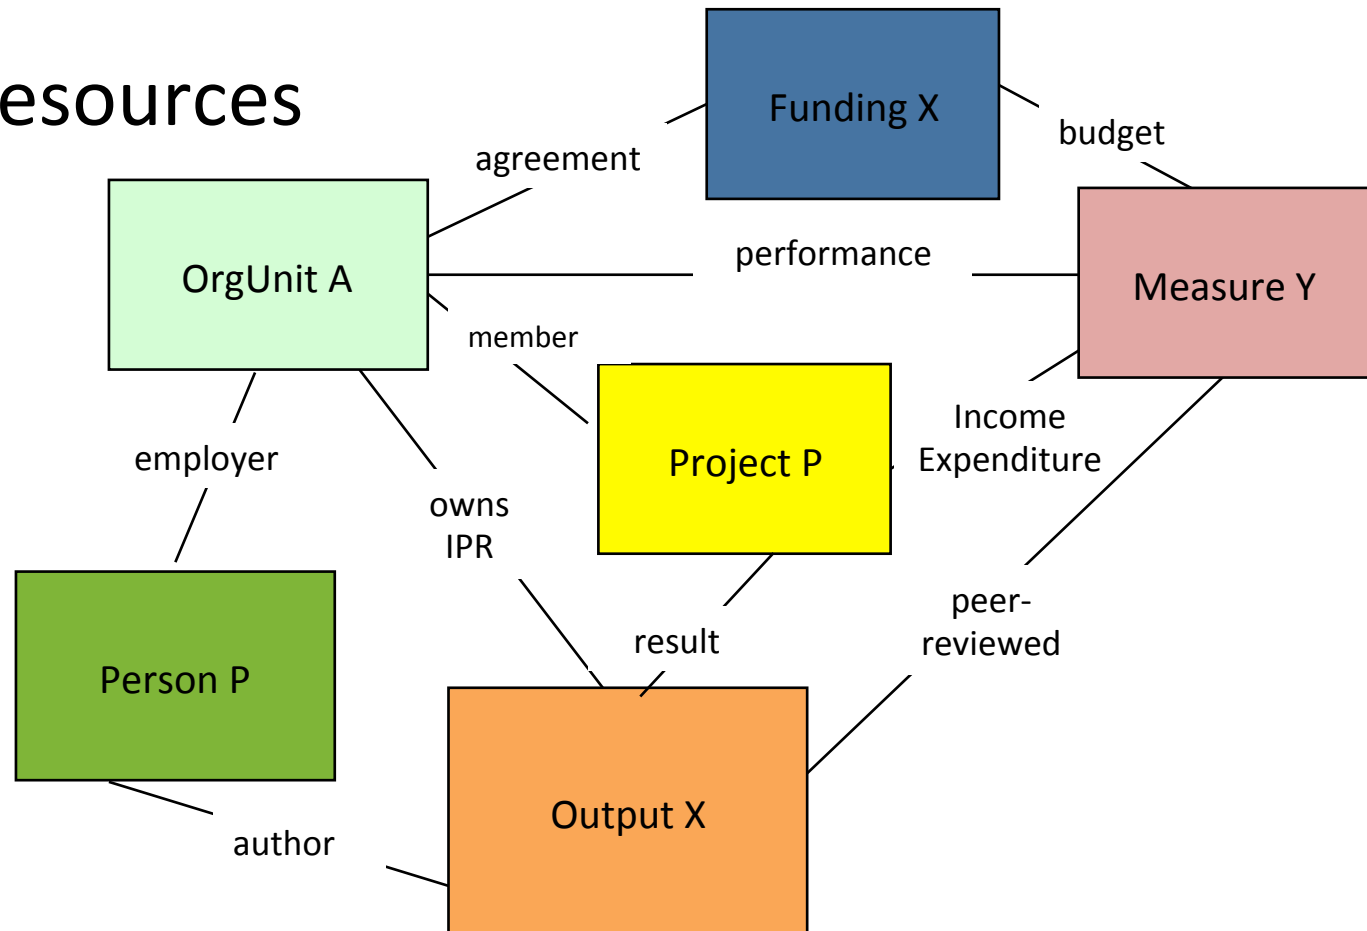 esources
Funding X
budget
agreement
OrgUnit A
performance
Measure Y
member
Income
Expenditure
employer
Project P
owns
IPR
peer-
reviewed
result
Person P
Output X
author